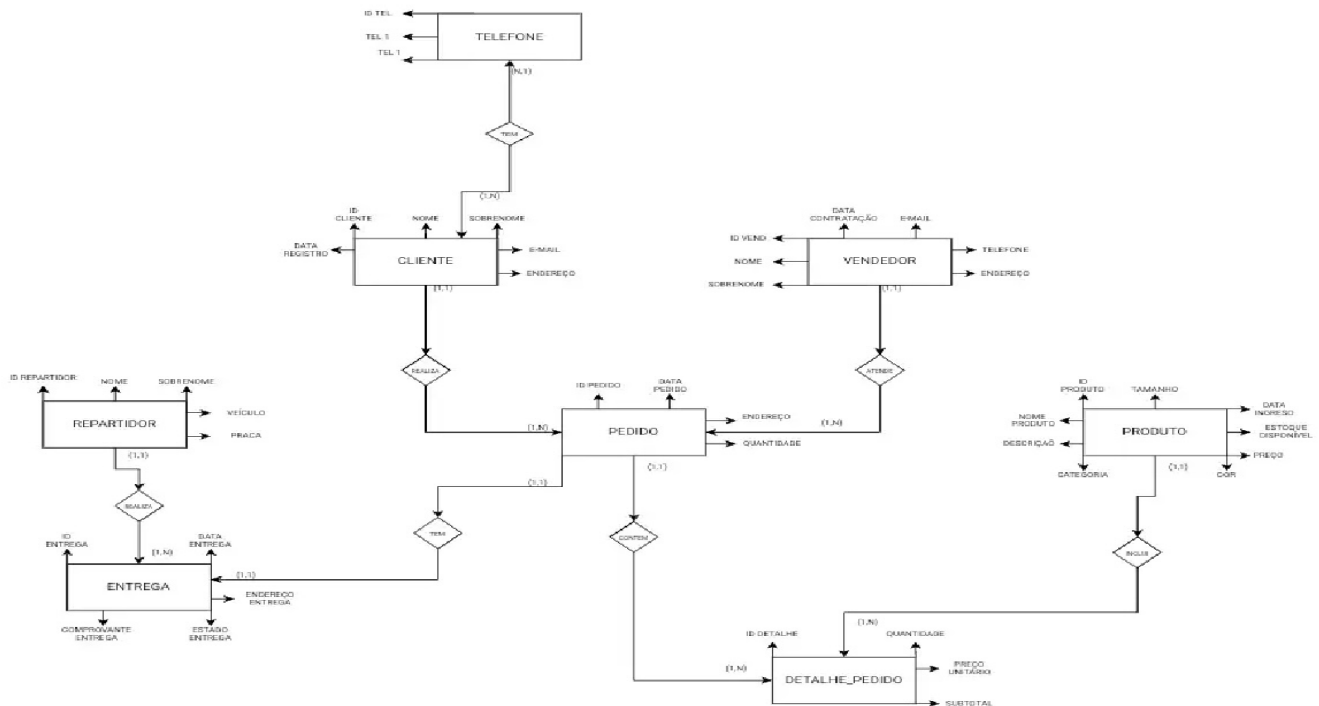 ID TEL
TELEFONE
TEL 1
TEL 1
(N,1)
TEM
(1,N)
ID
CLIENTE
NOME
SOBRENOME
DATA
REGISTRO
CLIENTE
E-MAIL
ENDEREÇO
(1,1)
DATA
CONTRATAÇÃO
E-MAIL
ID VEND
VENDEDOR
TELEFONE
NOME
SOBRENOME
ENDEREÇO
(1,1)
REALIZA
ATENDE
ID REPARTIDOR
NOME
SOBRENOME
REPARTIDOR
VEÍCULO
PRACA
(1,1)
ID PEDIDO
DATA
PEDIDO
(1,N)
PEDIDO
ENDEREÇO
QUANTIDADE
(1,N)
(1,1)
(1,1)
ID
PRODUTO
TAMANHO
NOME
PRODUTO
PRODUTO
DATA
INGRESO
ESTOQUE
DISPONÍVEL
DESCRIÇÃO
PREÇO
CATEGORIA
(1,1)
COR
REALIZA
TEM
CONTEM
INCLUI
ID
ENTREGA
(1,N)
DATA
ENTREGA
ENTREGA
(1,1)
ENDEREÇO
ENTREGA
COMPROVANTE
ENTREGA
ESTADO
ENTREGA
(1,N)
ID DETALHE
QUANTIDADE
(1,N)
DETALHE_PEDIDO
PREÇO
UNITÁRIO
SUBTOTAL